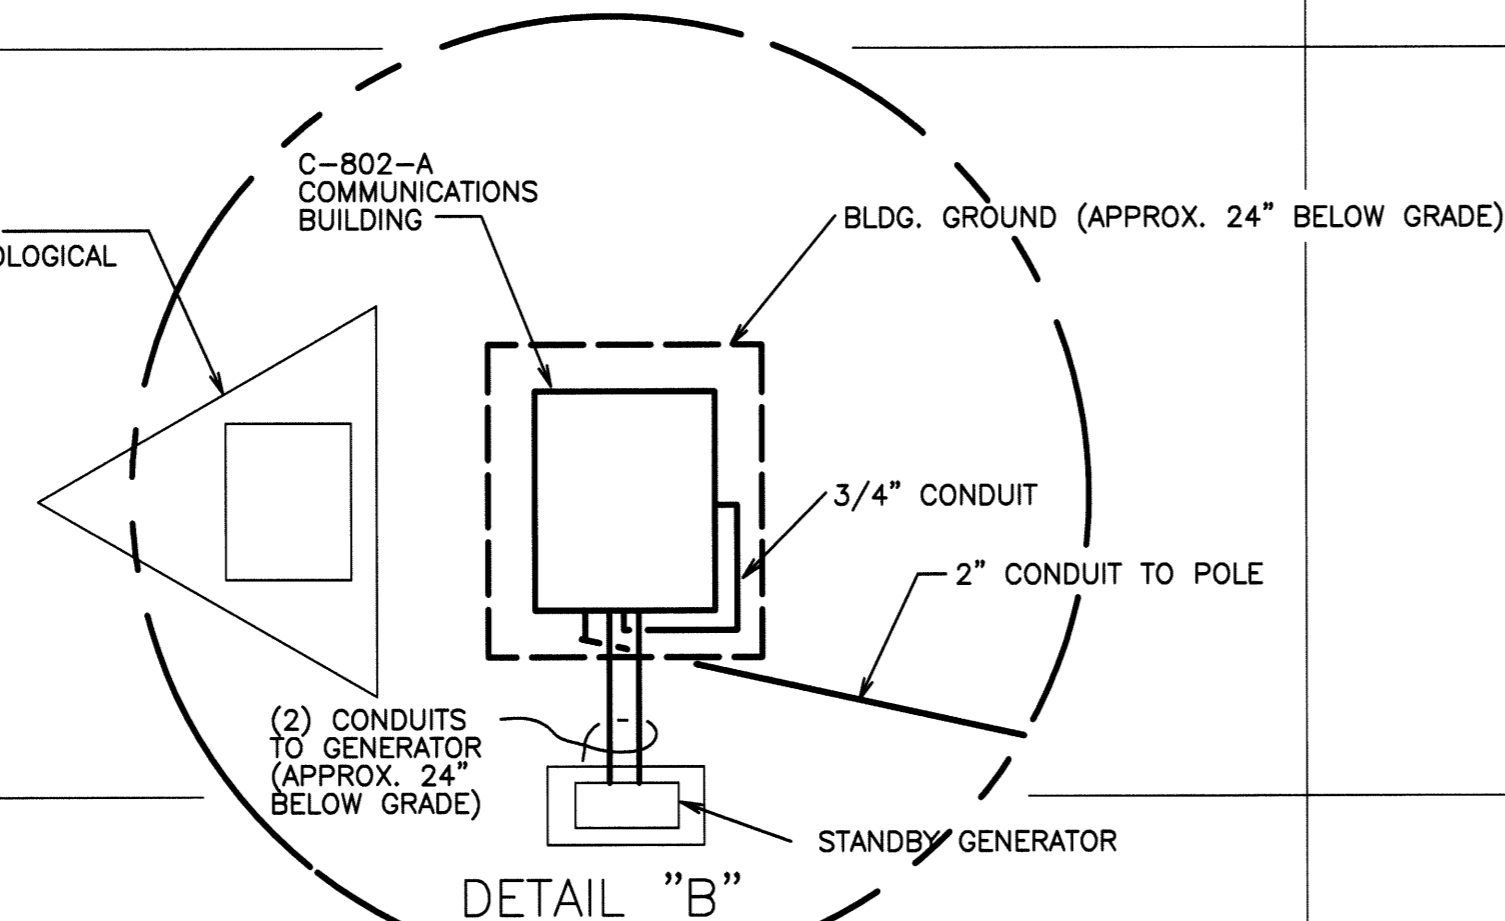 C-802-A
COMMUNICATIONS
BUILDING
BLDG. GROUND (APPROX. 24" BELOW GRADE)
3/4" CONDUIT
2" CONDUIT TO POLE
(2) CONDUITS
TO GENERATOR
(APPROX. 24"
BELOW GRADE)
STANDBY GENERATOR
DETAIL "B"